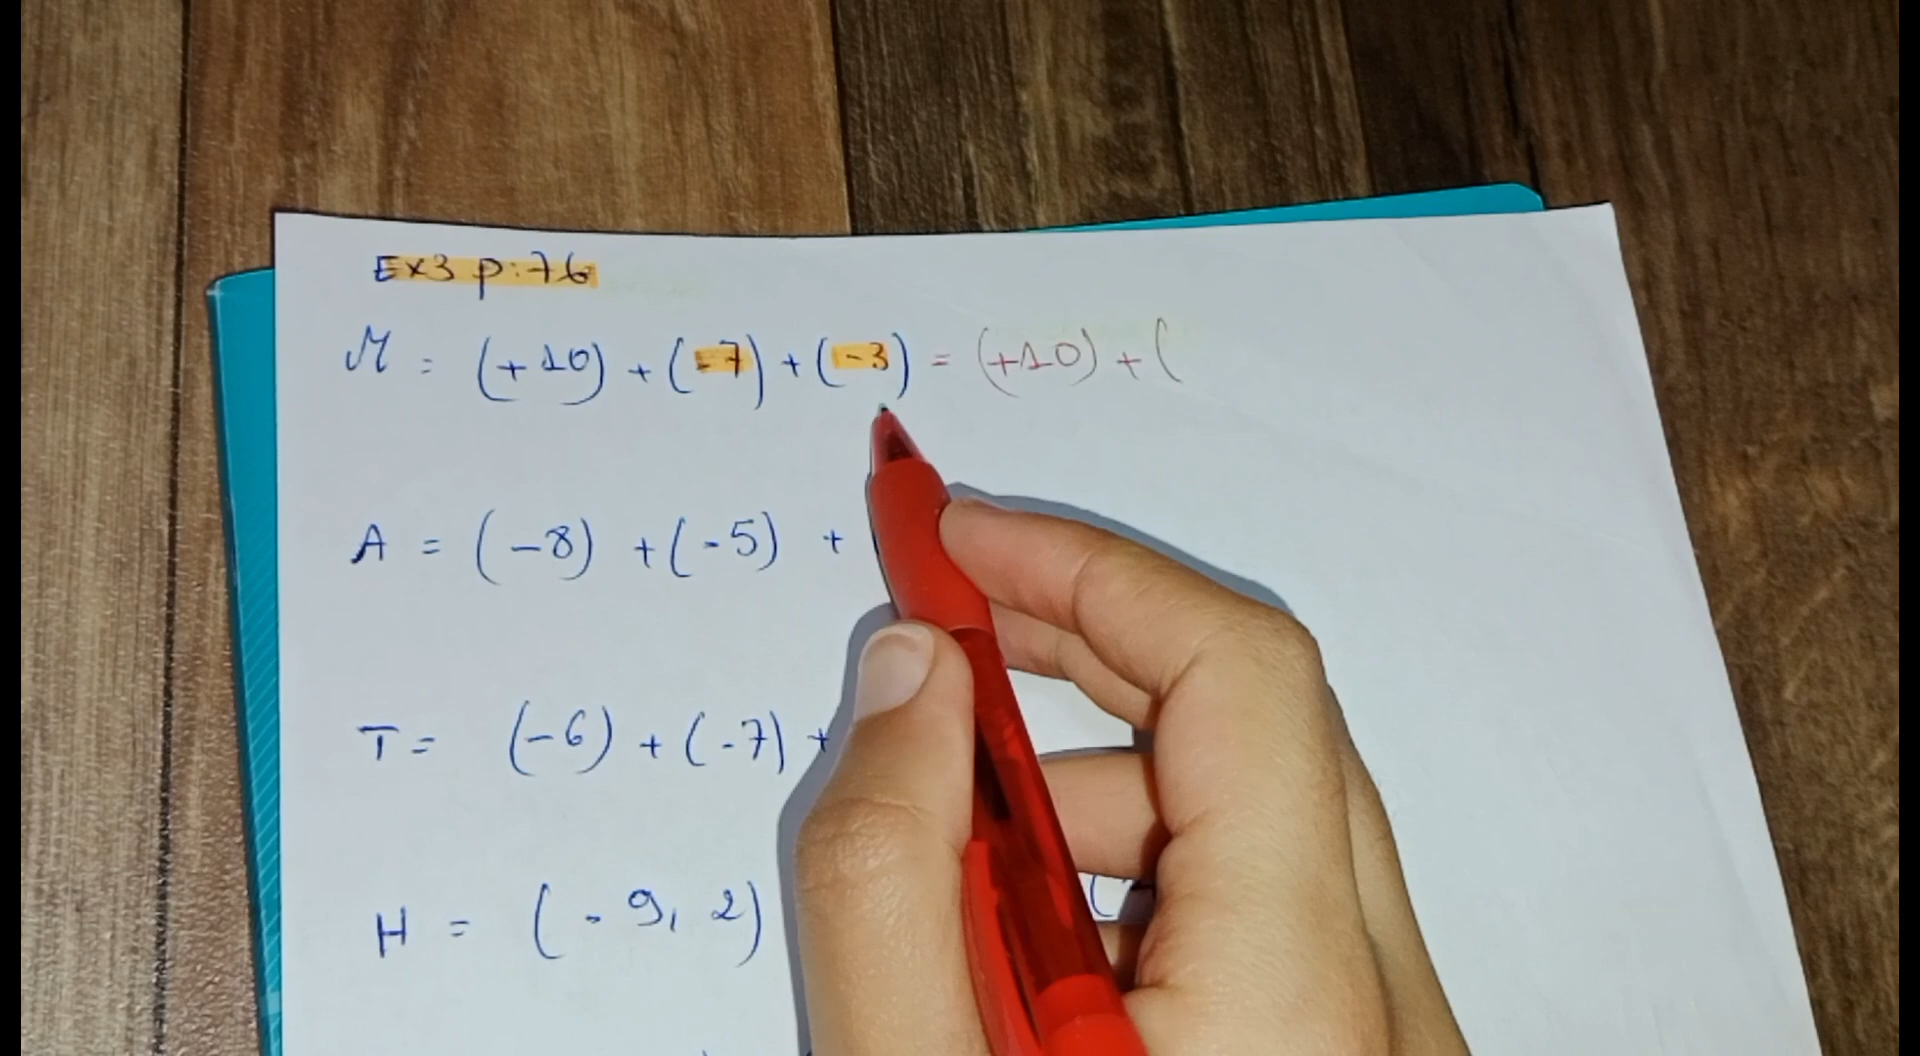 Ex3 p:76
M = (+10) + (-7) + (-3) = (+10) + (
A = (-8) + (-5) +
T = (-6) + (-7) +
H = (-9,2)